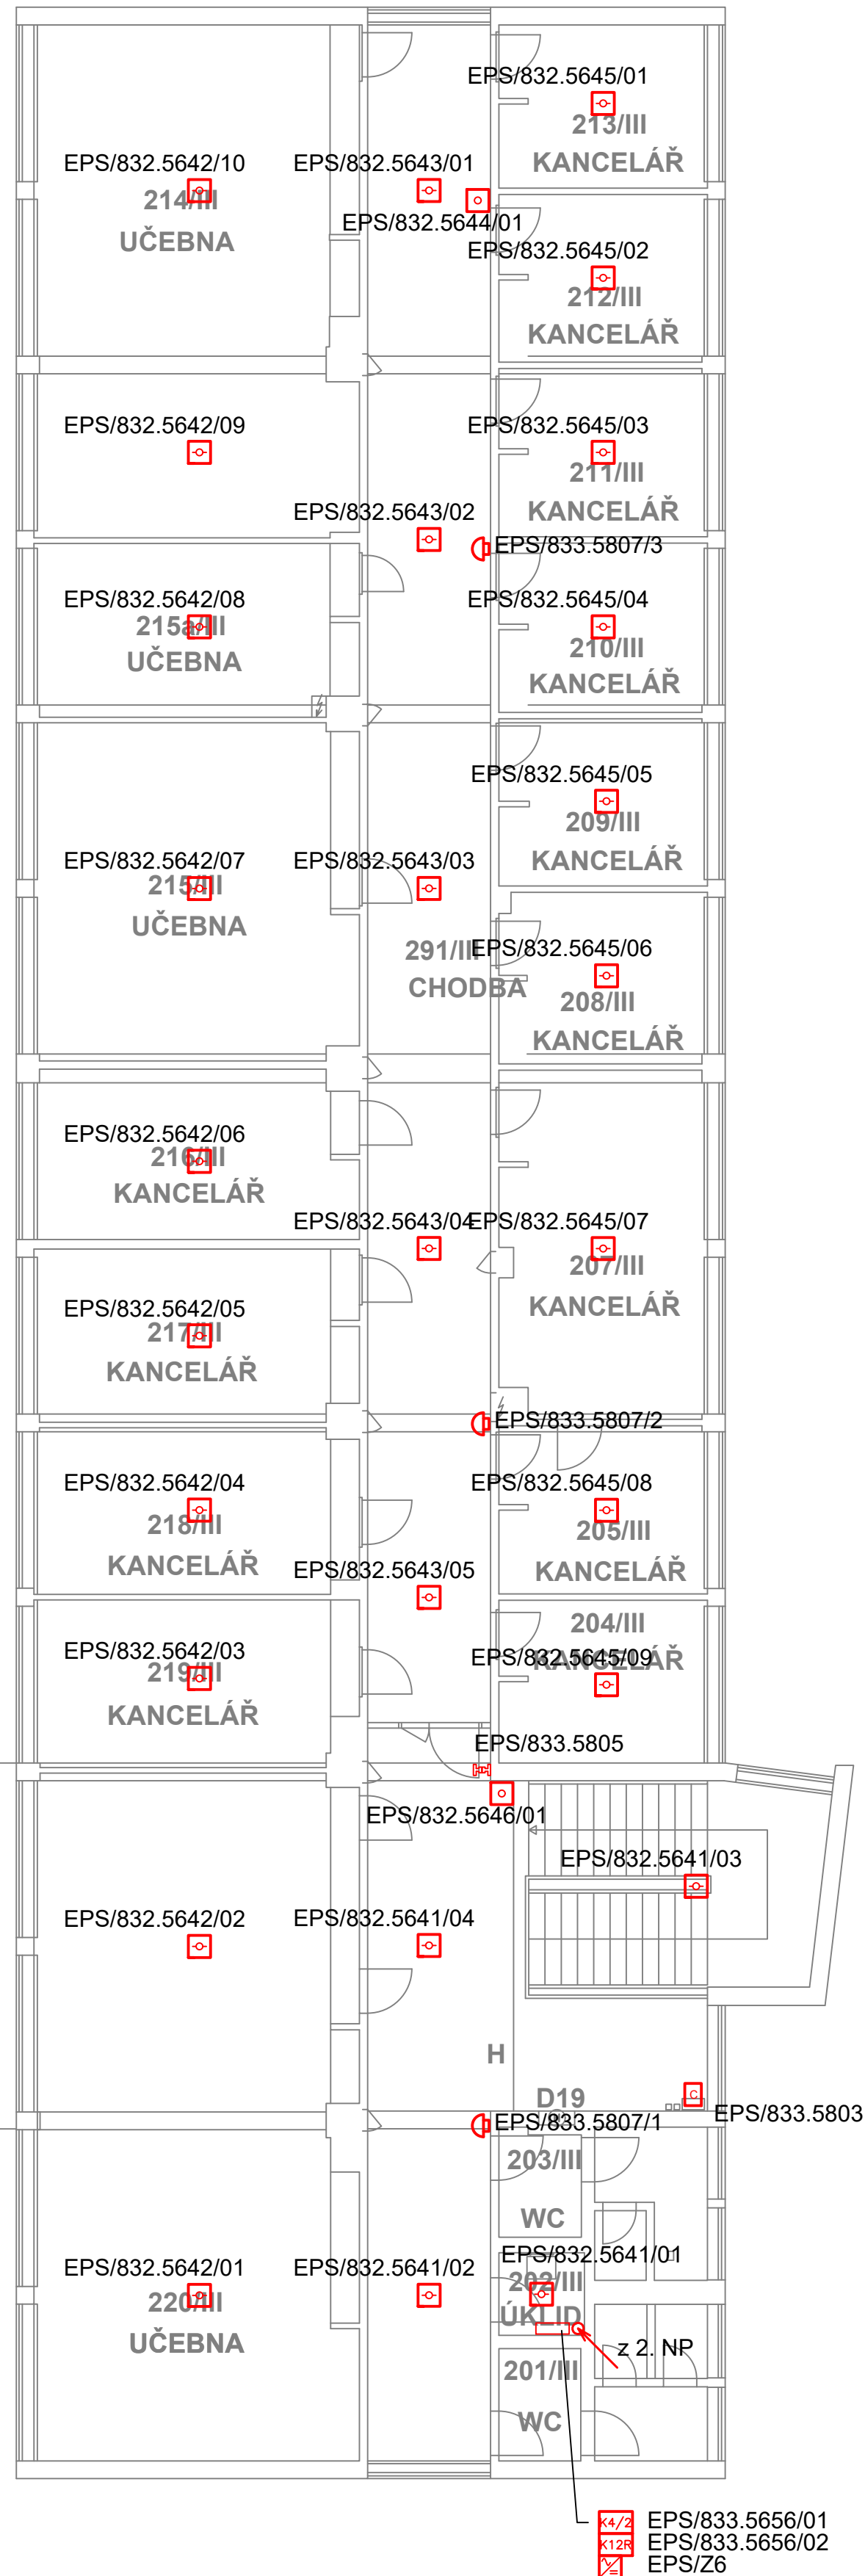 EPS/832.5645/01
213/III
KANCELÁŘ
EPS/832.5642/10
EPS/832.5643/01
214/III
UČEBNA
EPS/832.5644/01
EPS/832.5645/02
212/III
KANCELÁŘ
EPS/832.5642/09
EPS/832.5645/03
211/III
KANCELÁŘ
EPS/832.5643/02
EPS/833.5807/3
EPS/832.5642/08
215a/III
UČEBNA
EPS/832.5645/04
210/III
KANCELÁŘ
EPS/832.5645/05
209/III
KANCELÁŘ
EPS/832.5642/07
EPS/832.5643/03
215/III
UČEBNA
291/III
CHODBA
EPS/832.5645/06
208/III
KANCELÁŘ
EPS/832.5642/06
216/III
KANCELÁŘ
EPS/832.5643/04
EPS/832.5645/07
207/III
KANCELÁŘ
EPS/832.5642/05
217/III
KANCELÁŘ
EPS/833.5807/2
EPS/832.5642/04
218/III
KANCELÁŘ
EPS/832.5645/08
205/III
KANCELÁŘ
EPS/832.5643/05
204/III
KANCELÁŘ
EPS/832.5645/09
EPS/832.5642/03
219/III
KANCELÁŘ
EPS/833.5805
EPS/832.5646/01
EPS/832.5641/03
EPS/832.5642/02
EPS/832.5641/04
H
D19
C
EPS/833.5803
EPS/833.5807/1
203/III
WC
EPS/832.5642/01
EPS/832.5641/02
EPS/832.5641/01
220/III
UČEBNA
202/III
ÚKLID
z 2. NP
201/III
WC
K4/2 EPS/833.5656/01
K12R EPS/833.5656/02
EPS/Z6